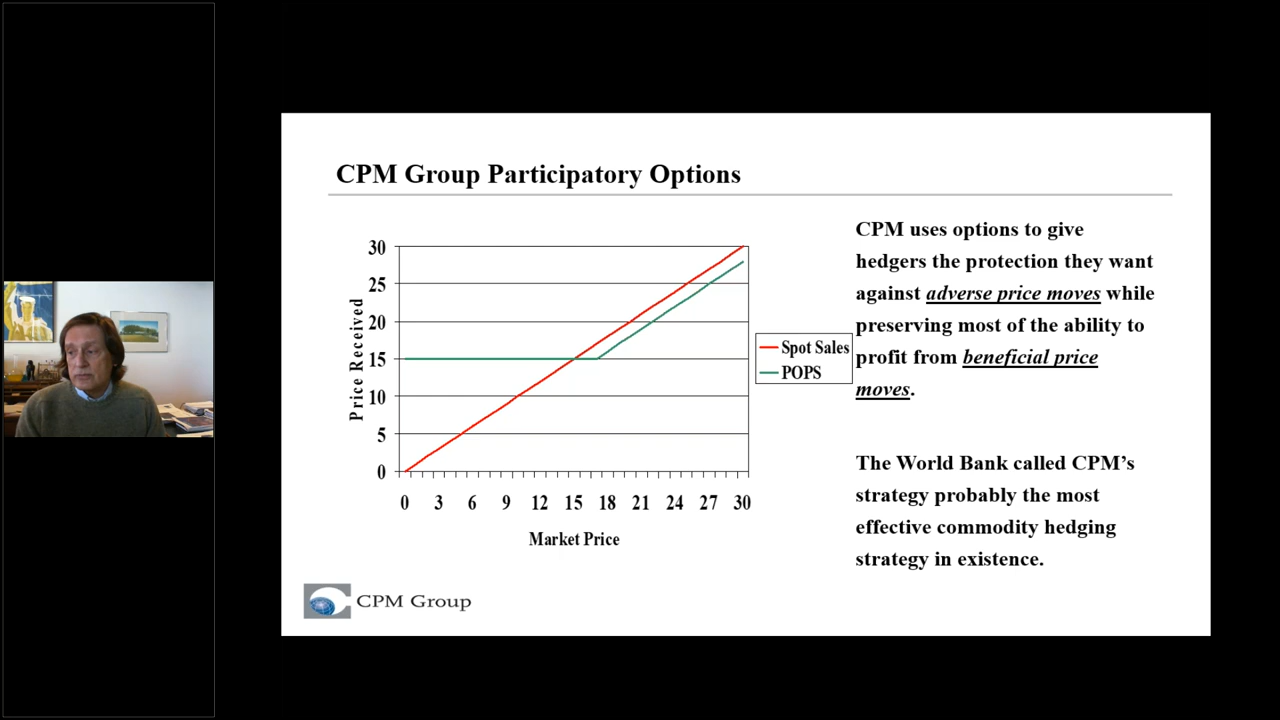 CPM Group Participatory Options
30
25
20
15
10
5
0
Price Received
0 3 6 9 12 15 18 21 24 27 30
Market Price
Spot Sales
POPS
CPM uses options to give
hedgers the protection they want
against adverse price moves while
preserving most of the ability to
profit from beneficial price
moves.
The World Bank called CPM’s
strategy probably the most
effective commodity hedging
strategy in existence.
CPM Group